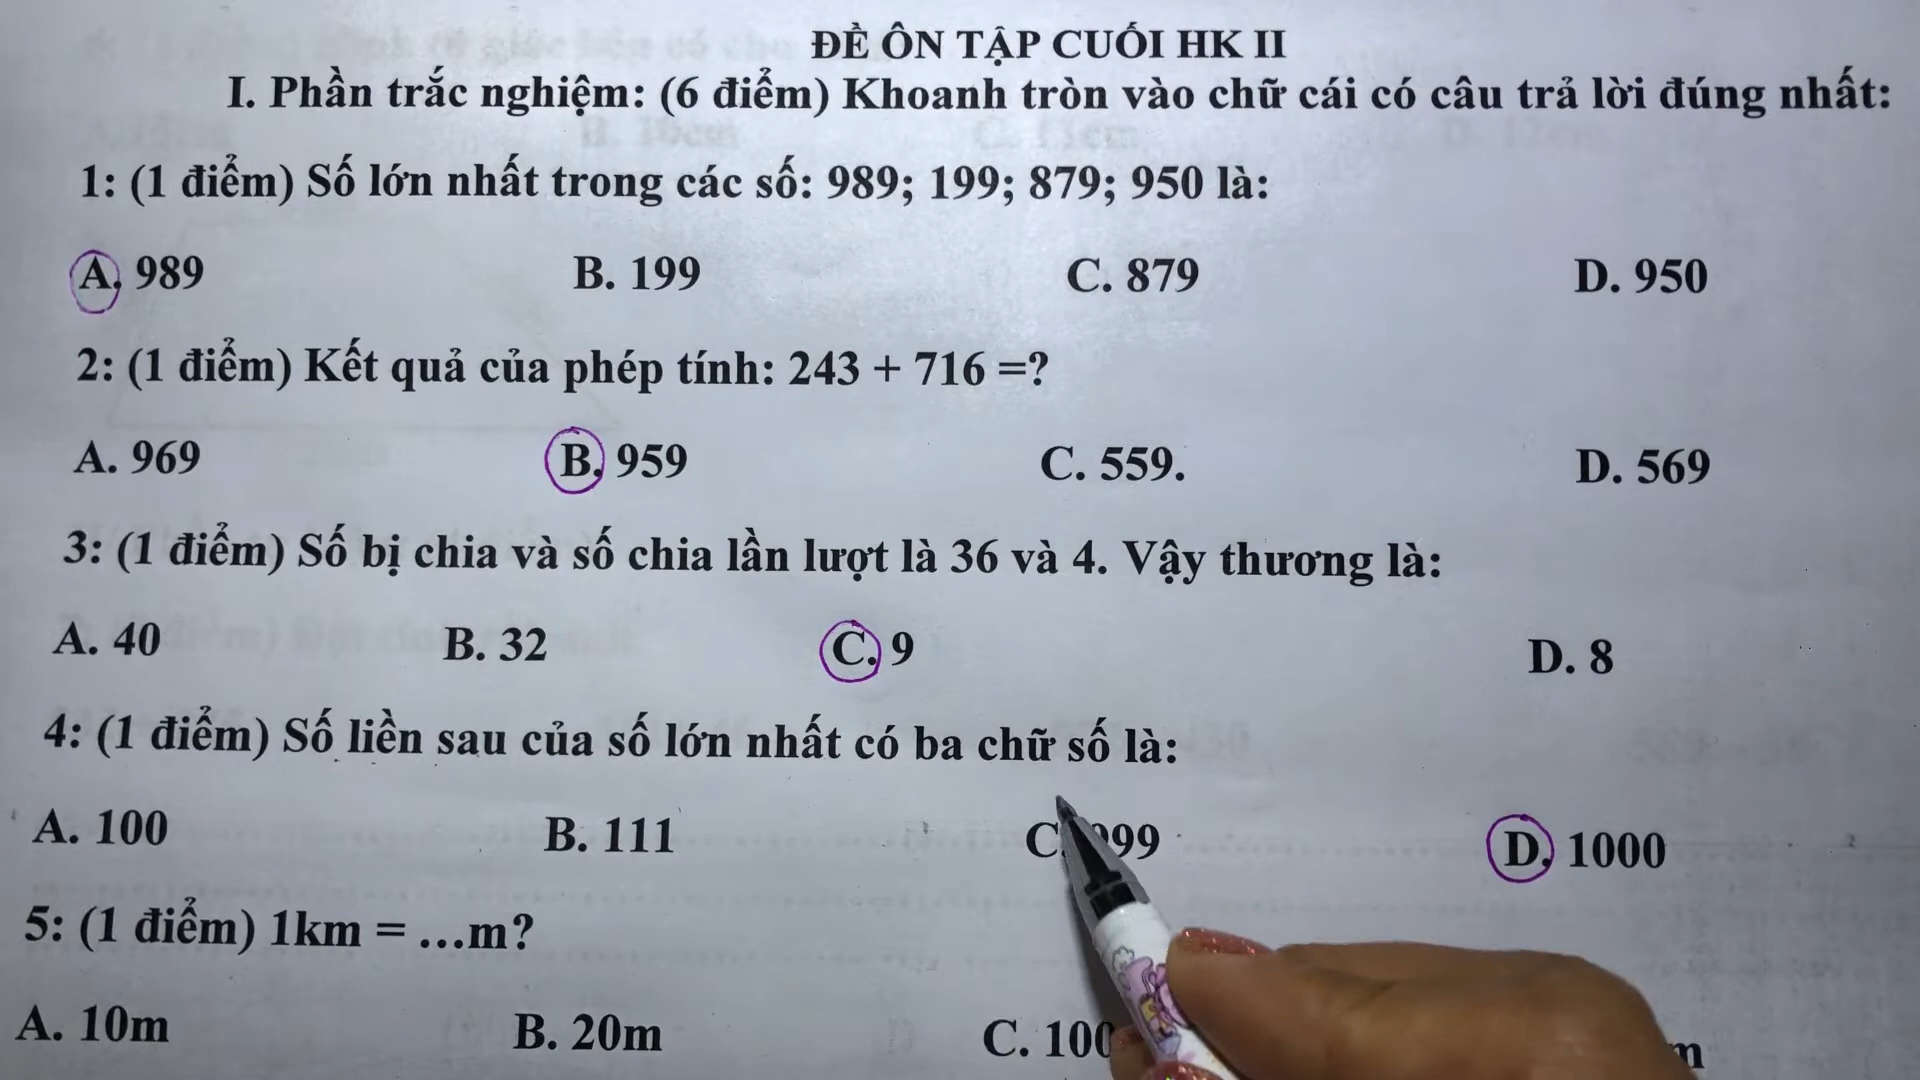 ĐỀ ÔN TẬP CUỐI HK II
I. Phần trắc nghiệm: (6 điểm) Khoanh tròn vào chữ cái có câu trả lời đúng nhất:
1: (1 điểm) Số lớn nhất trong các số: 989; 199; 879; 950 là:
A. 989 B. 199 C. 879 D. 950
2: (1 điểm) Kết quả của phép tính: 243 + 716 =?
A. 969 B. 959 C. 559. D. 569
3: (1 điểm) Số bị chia và số chia lần lượt là 36 và 4. Vậy thương là:
A. 40 B. 32 C. 9 D. 8
4: (1 điểm) Số liền sau của số lớn nhất có ba chữ số là:
A. 100 B. 111 C. 999 D. 1000
5: (1 điểm) 1km = ...m?
A. 10m B. 20m C.